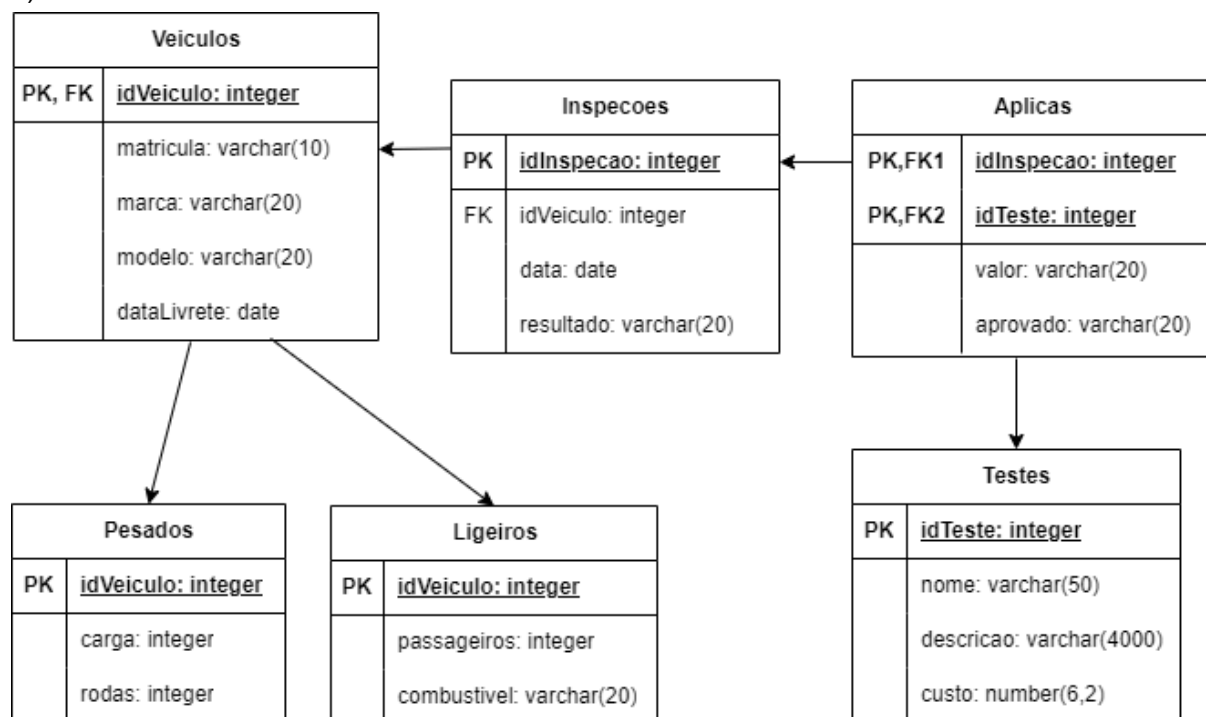 Veiculos
PK, FK idVeiculo: integer
matricula: varchar(10)
marca: varchar(20)
modelo: varchar(20)
dataLivrete: date
Inspecoes
PK idInspecao: integer
FK idVeiculo: integer
data: date
resultado: varchar(20)
Aplicas
PK,FK1 idInspecao: integer
PK,FK2 idTeste: integer
valor: varchar(20)
aprovado: varchar(20)
Pesados
PK idVeiculo: integer
carga: integer
rodas: integer
Ligeiros
PK idVeiculo: integer
passageiros: integer
combustivel: varchar(20)
Testes
PK idTeste: integer
nome: varchar(50)
descricao: varchar(4000)
custo: number(6,2)